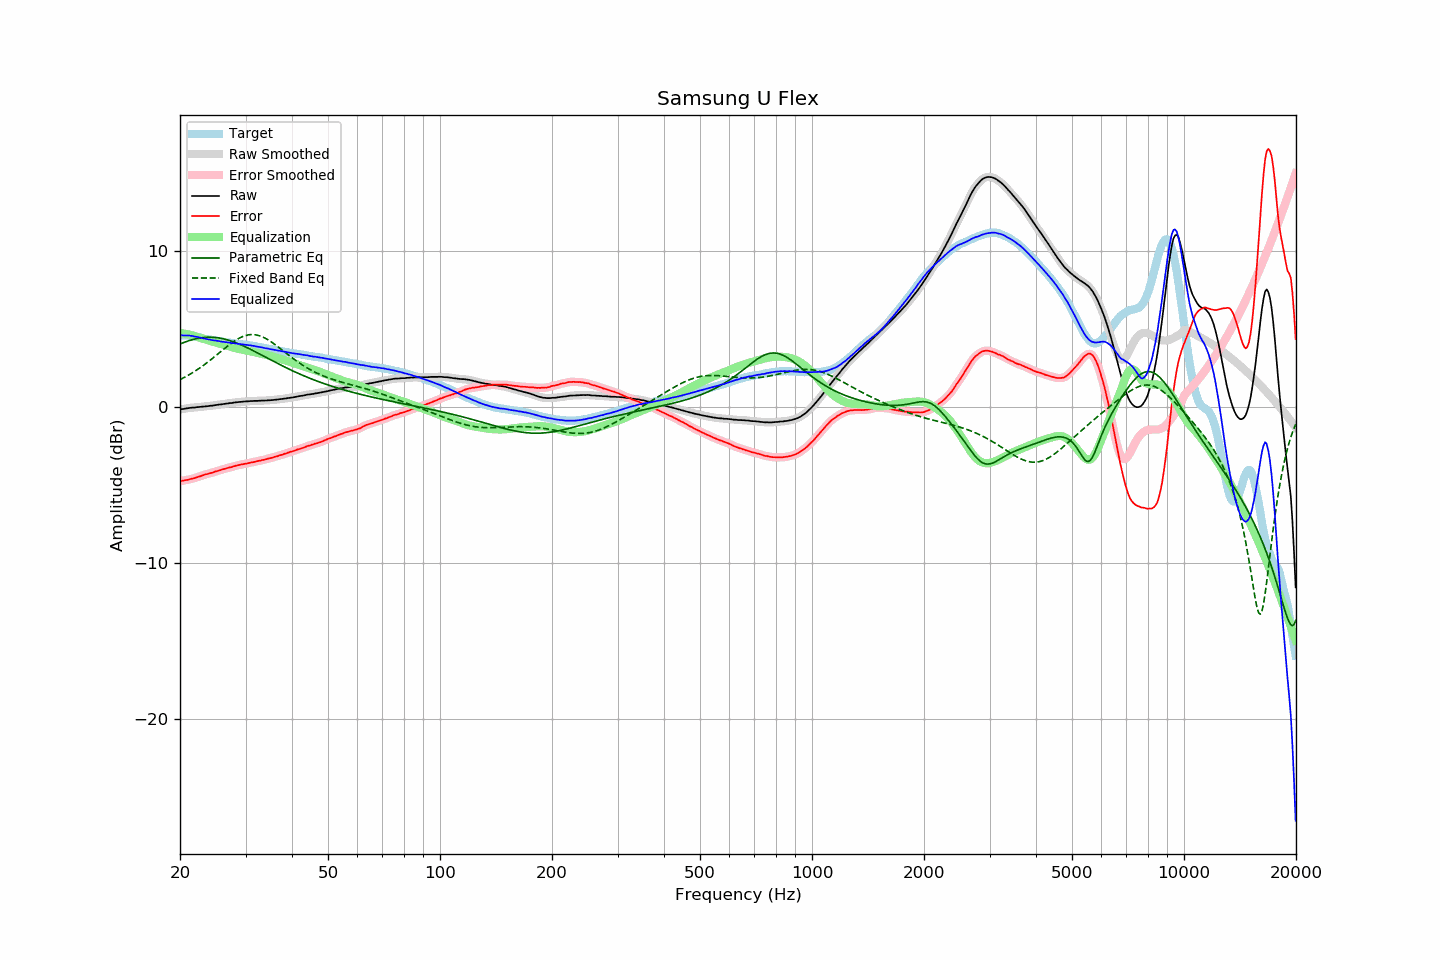 Samsung U Flex
Target
Raw Smoothed
Error Smoothed
Raw
Error
Equalization
Parametric Eq
Fixed Band Eq
Equalized
10
0
−10
−20
Amplitude (dBr)
20 50 100 200 500 1000 2000 5000 10000 20000
Frequency (Hz)